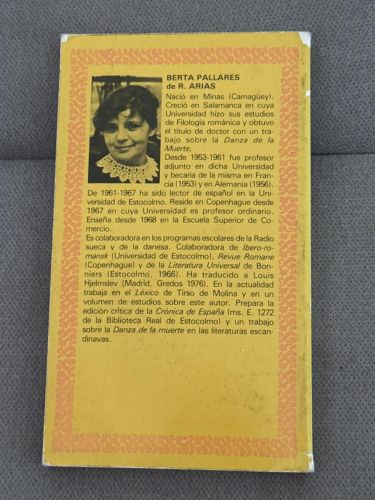 BERTA PALLARES
de R. ARIAS
Nació en Minas (Camagüey).
Creció en Salamanca en cuya
Universidad hizo sus estudios
de Filología románica y obtuvo
el título de doctor con un tra-
bajo sobre la Danza de la
Muerte,
Desde 1953-1961 fue profesor
adjunto en dicha Universidad
y becaria de la misma en Fran-
cia (1953) y en Alemania (1956).
De 1961-1967 ha sido lector de español en la Uni-
versidad de Estocolmo. Reside en Copenhague desde
1967 en cuya Universidad es profesor ordinario.
Enseña desde 1968 en la Escuela Superior de Co-
mercio.
Es colaboradora en los programas escolares de la Radio
sueca y de la danesa. Colaboradora de Ibero-ro-
mansk (Universidad de Estocolmo), Revue Romane
(Copenhague) y de la Literatura Universal de Bon-
niers (Estocolmo, 1966). Ha traducido a Louis
Hjelmslev (Madrid, Gredos 1976). En la actualidad
trabaja en el Léxico de Tirso de Molina y en un
volumen de estudios sobre este autor. Prepara la
edición crítica de la Crónica de España (ms. E. 1272
de la Biblioteca Real de Estocolmo) y un trabajo
sobre la Danza de la muerte en las literaturas escan-
dinavas.